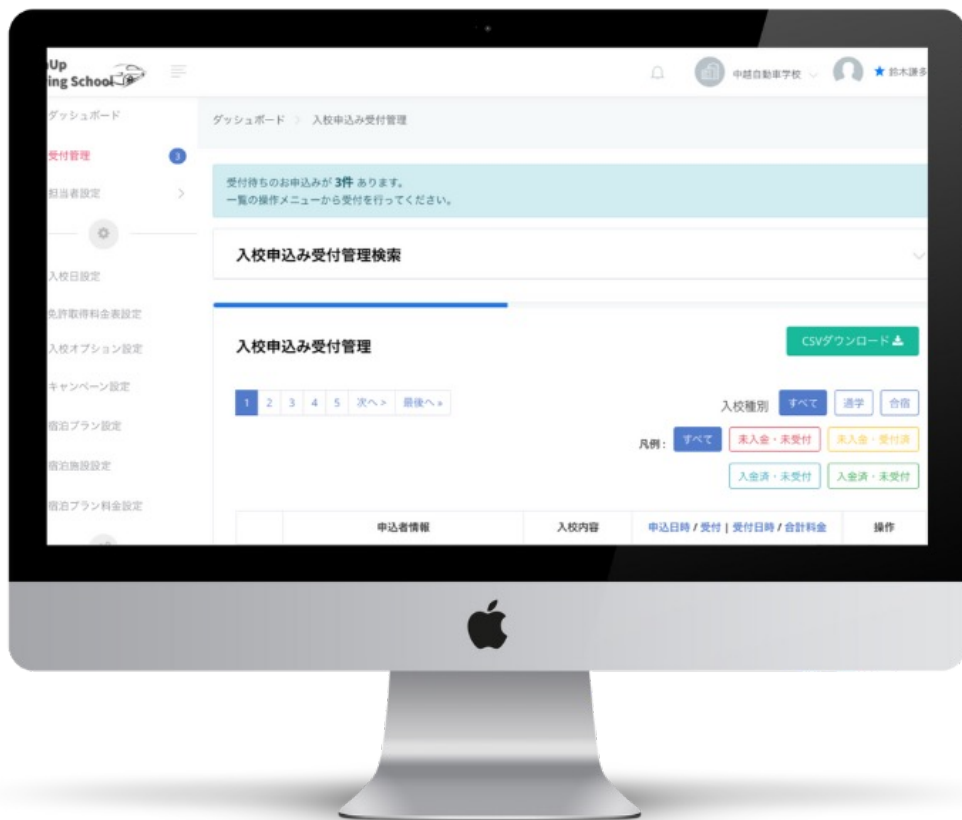 Up
ing School
中越自動車学校
★ 鈴木謙多
ダッシュボード
受付管理
3
担当者設定
入校日設定
免許取得料金表設定
入校オプション設定
キャンペーン設定
宿泊プラン設定
宿泊施設設定
宿泊プラン料金設定
ダッシュボード > 入校申込み受付管理
受付待ちのお申込みが 3件 あります。
一覧の操作メニューから受付を行ってください。
入校申込み受付管理検索
入校申込み受付管理
CSVダウンロード
1 2 3 4 5 次へ > 最後へ »
入校種別 すべて 通学 合宿
凡例: すべて 未入金・未受付 未入金・受付済
入金済・未受付 入金済・未受付
申込者情報 入校内容 申込日時 / 受付 | 受付日時 / 合計料金 操作